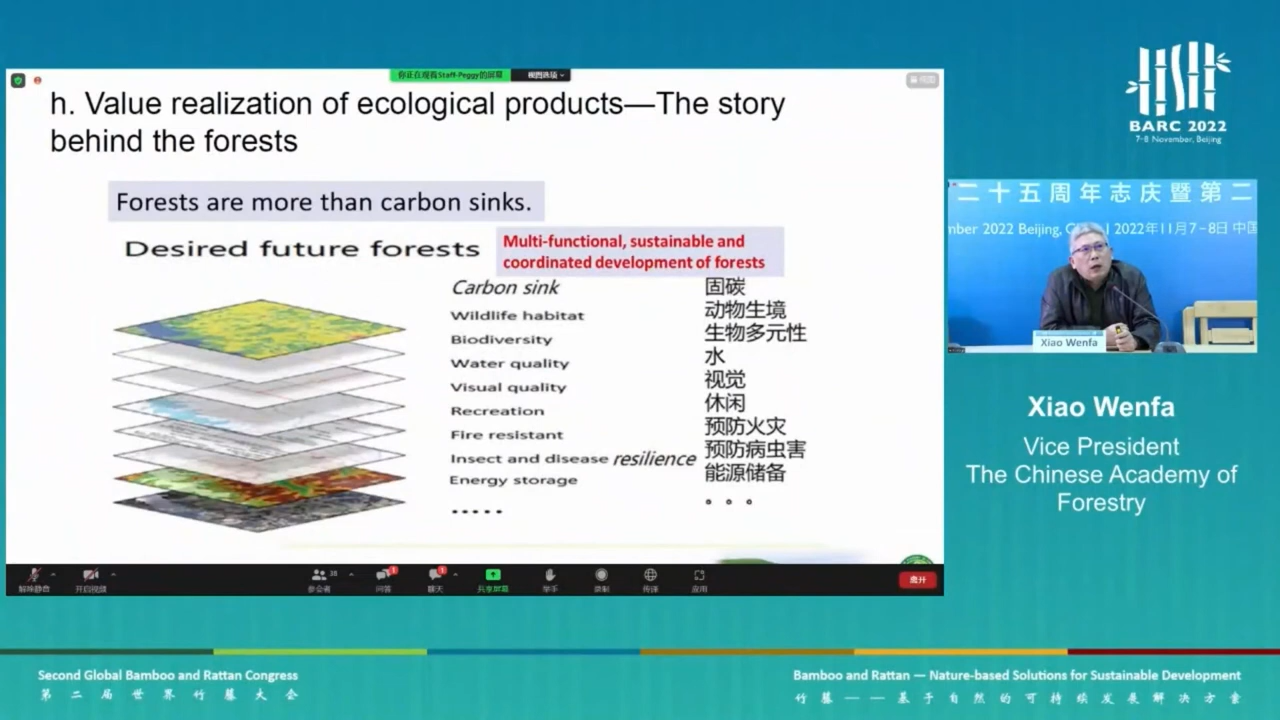 你正在观看Staff-Peggy的屏幕
视图选项
视图
h. Value realization of ecological products—The story
behind the forests
Forests are more than carbon sinks.
Desired future forests
Multi-functional, sustainable and
coordinated development of forests
Carbon sink 固碳
Wildlife habitat 动物生境
Biodiversity 生物多元性
Water quality 水
Visual quality 视觉
Recreation 休闲
Fire resistant 预防火灾
Insect and disease resilience 预防病虫害
Energy storage 能源储备
..... 。。。
解除静音
开启视频
38
参会者
1
问答
1
聊天
共享屏幕
举手
录制
传译
应用
离开
BARC 2022
7-8 November, Beijing
二十五周年志庆暨第二
mber 2022 Beijing, C
2022年11月7-8日 中国
Xiao Wenfa
Xiao Wenfa
Vice President
The Chinese Academy of
Forestry
Second Global Bamboo and Rattan Congress
第二届世界竹藤大会
Bamboo and Rattan — Nature-based Solutions for Sustainable Development
竹藤——基于自然的可持续发展解决方案